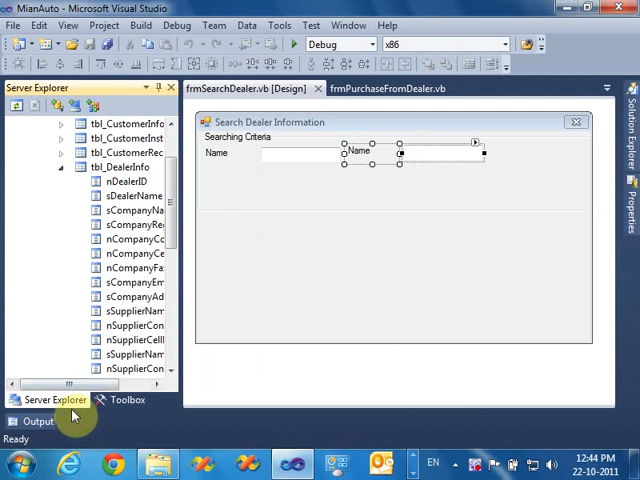 MianAuto - Microsoft Visual Studio
File Edit View Project Build Debug Team Data Tools Window Help
Debug x86
Server Explorer
frmSearchDealer.vb [Design] frmPurchaseFromDealer.vb
Search Dealer Information
Searching Criteria
Name Name
tbl_CustomerInfo
tbl_CustomerInst
tbl_CustomerRec
tbl_DealerInfo
nDealerID
sDealerName
sCompanyNa
sCompanyRe
nCompanyCo
nCompanyCe
nCompanyFa
sCompanyEm
sCompanyAd
sSupplierNam
nSupplierCon
nSupplierCellI
sSupplierNam
nSupplierCon
Solution Explorer
Properties
Server Explorer Toolbox
Output
Ready
EN
12:44 PM
22-10-2011